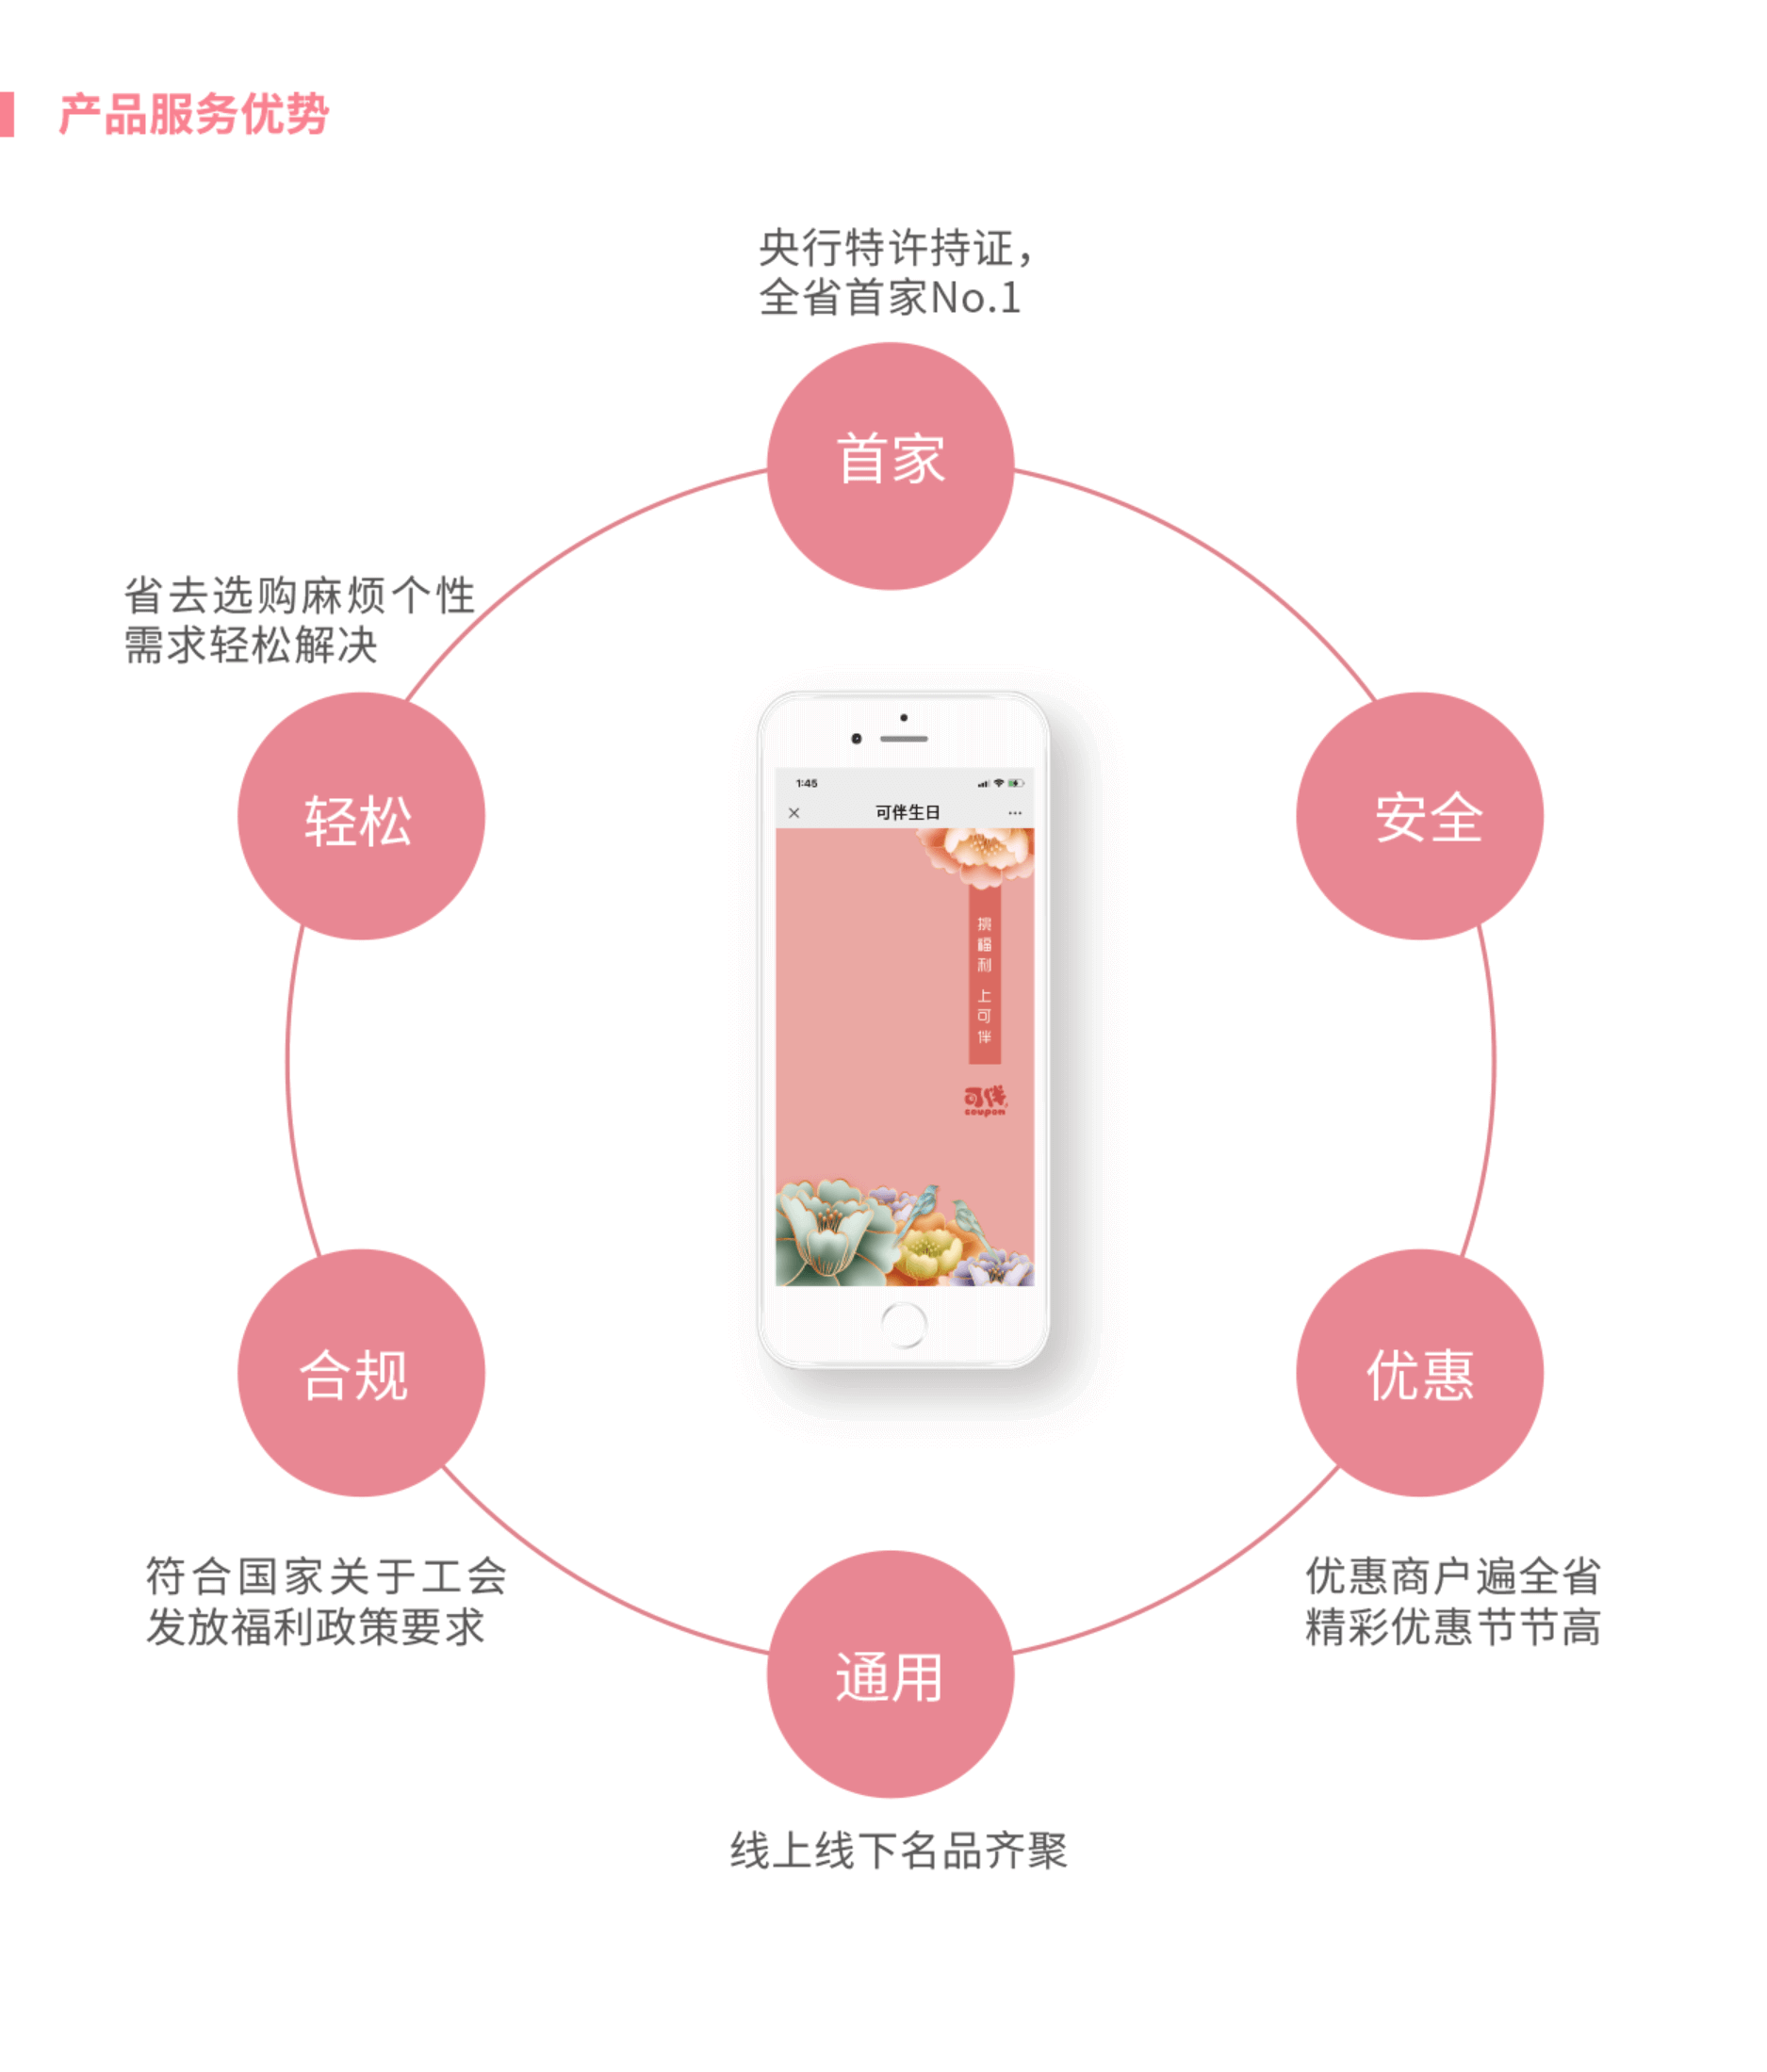 产品服务优势
央行特许持证，
全省首家No.1
首家
省去选购麻烦个性
需求轻松解决
轻松
安全
1:45
可伴生日
挑福利 上可伴
可伴
coupon
合规
优惠
符合国家关于工会
发放福利政策要求
优惠商户遍全省
精彩优惠节节高
通用
线上线下名品齐聚